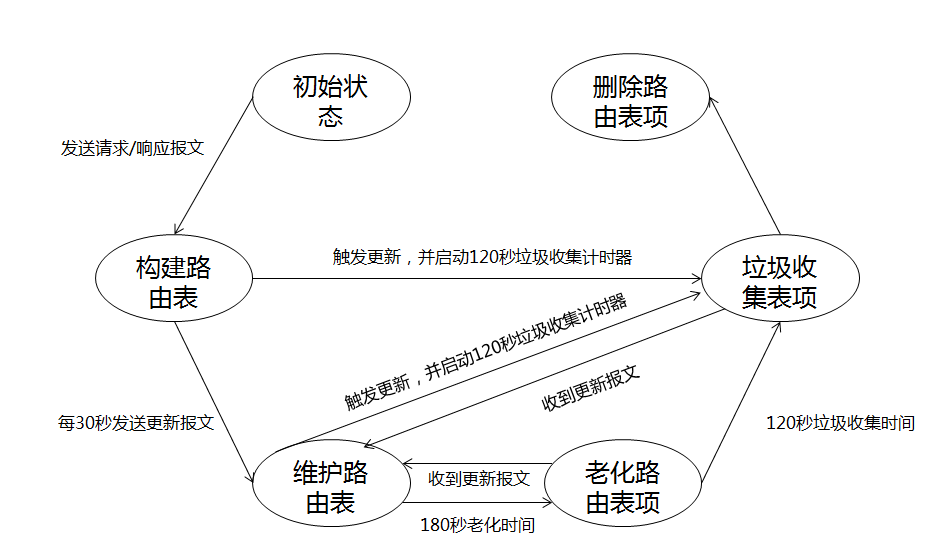 初始状
态
删除路
由表项
发送请求/响应报文
构建路
由表
触发更新，并启动120秒垃圾收集计时器
垃圾收
集表项
触发更新，并启动120秒垃圾收集计时器
收到更新报文
每30秒发送更新报文
120秒垃圾收集时间
维护路
由表
收到更新报文
老化路
由表项
180秒老化时间